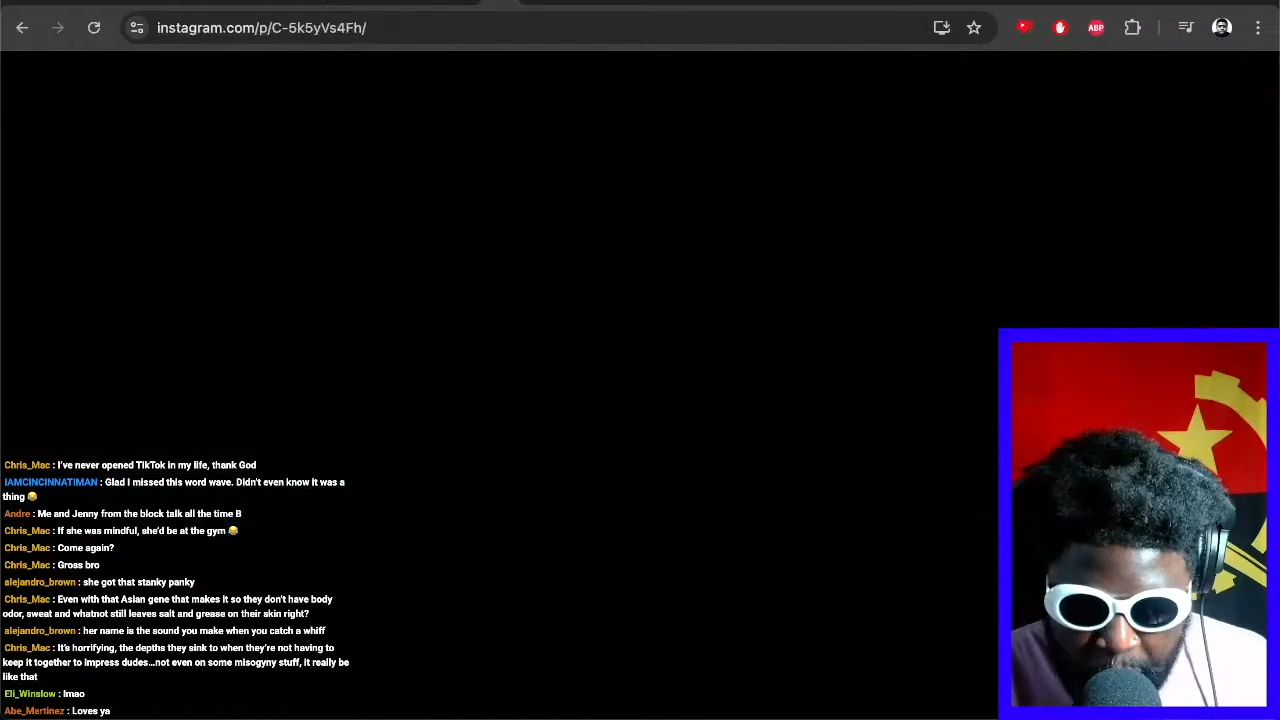 instagram.com/p/C-5k5yVs4Fh/
ABP
Chris_Mac : I've never opened TikTok in my life, thank God
IAMCINCINNATIMAN : Glad I missed this word wave. Didn't even know it was a
thing 😂
Andre : Me and Jenny from the block talk all the time B
Chris_Mac : If she was mindful, she'd be at the gym 😂
Chris_Mac : Come again?
Chris_Mac : Gross bro
alejandro_brown : she got that stanky panky
Chris_Mac : Even with that Asian gene that makes it so they don't have body
odor, sweat and whatnot still leaves salt and grease on their skin right?
alejandro_brown : her name is the sound you make when you catch a whiff
Chris_Mac : It's horrifying, the depths they sink to when they're not having to
keep it together to impress dudes...not even on some misogyny stuff, it really be
like that
Eli_Winslow : lmao
Abe_Martinez : Loves ya